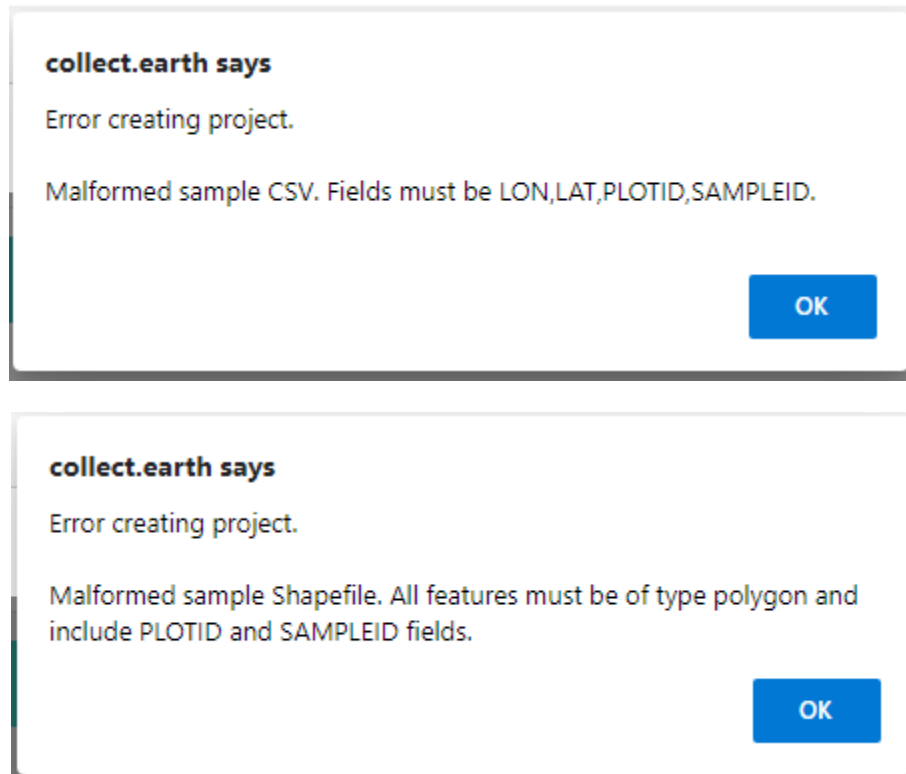 collect.earth says
Error creating project.
Malformed sample CSV. Fields must be LON,LAT,PLOTID,SAMPLEID.
OK
collect.earth says
Error creating project.
Malformed sample Shapefile. All features must be of type polygon and
include PLOTID and SAMPLEID fields.
OK